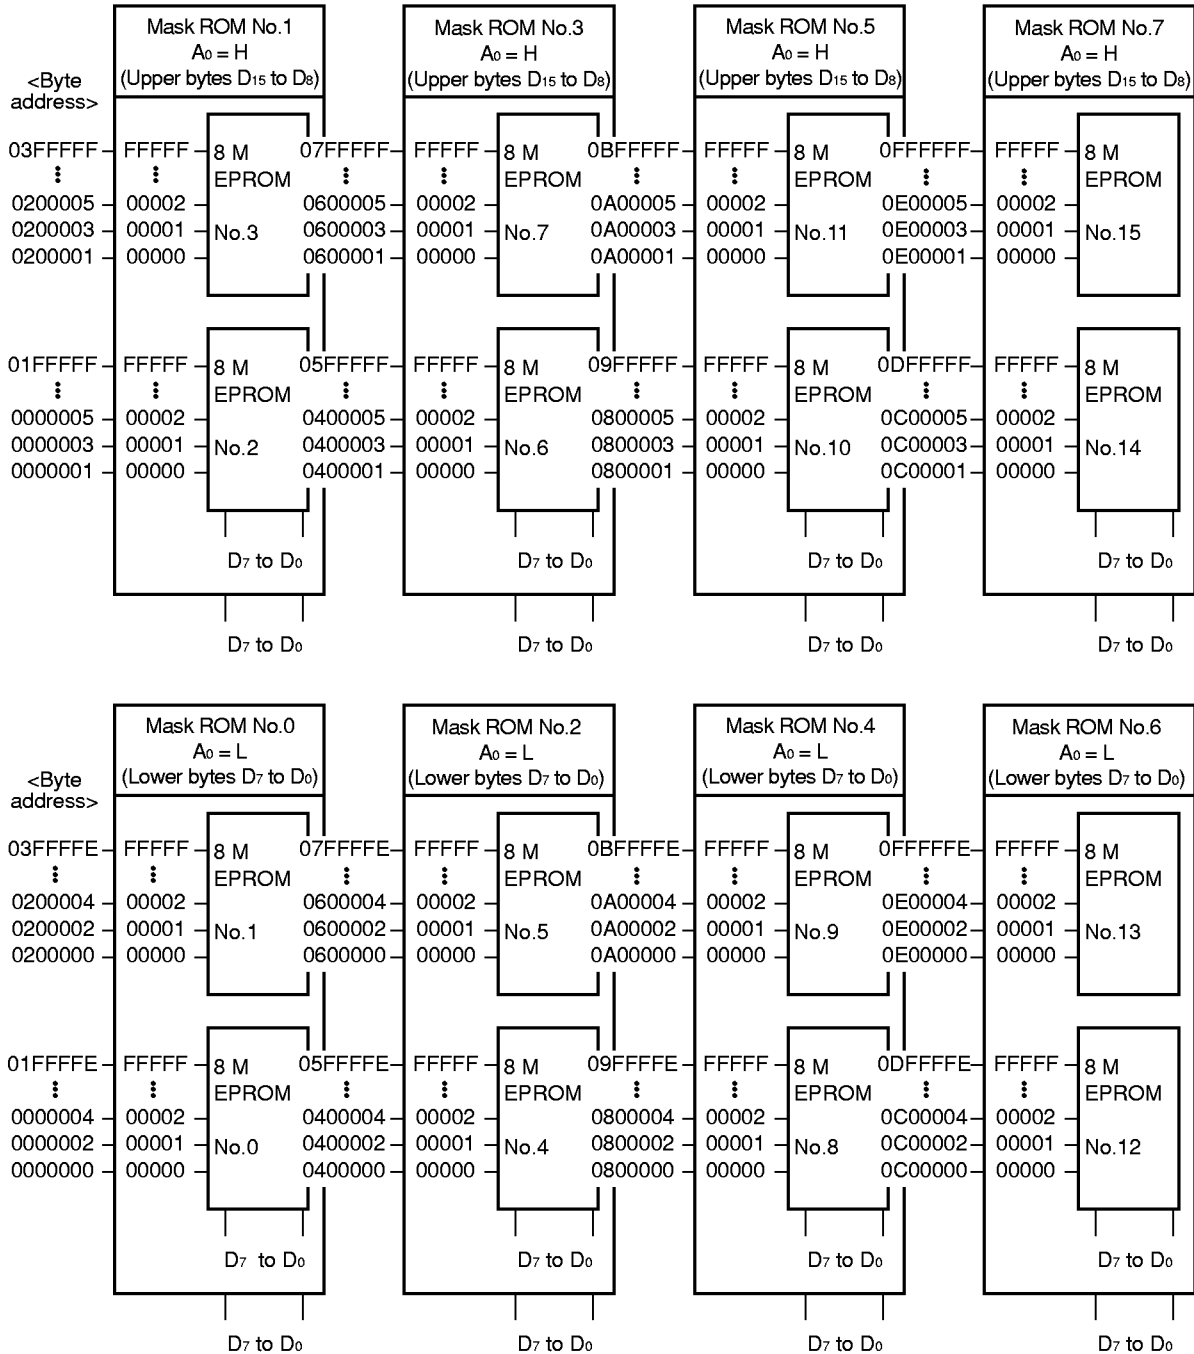 Mask ROM No.1 Mask ROM No.3 Mask ROM No.5 Mask ROM No.7
A0 = H A0 = H A0 = H A0 = H
<Byte address> (Upper bytes D15 to D8) (Upper bytes D15 to D8) (Upper bytes D15 to D8) (Upper bytes D15 to D8)
03FFFFF FFFFF 8 M 07FFFFF FFFFF 8 M 0BFFFFF FFFFF 8 M 0FFFFFF FFFFF 8 M
EPROM EPROM EPROM EPROM
0200005 00002 0600005 00002 0A00005 00002 0E00005 00002
0200003 00001 No.3 0600003 00001 No.7 0A00003 00001 No.11 0E00003 00001 No.15
0200001 00000 0600001 00000 0A00001 00000 0E00001 00000
01FFFFF FFFFF 8 M 05FFFFF FFFFF 8 M 09FFFFF FFFFF 8 M 0DFFFFF FFFFF 8 M
EPROM EPROM EPROM EPROM
0000005 00002 0400005 00002 0800005 00002 0C00005 00002
0000003 00001 No.2 0400003 00001 No.6 0800003 00001 No.10 0C00003 00001 No.14
0000001 00000 0400001 00000 0800001 00000 0C00001 00000
D7 to D0 D7 to D0 D7 to D0 D7 to D0
D7 to D0 D7 to D0 D7 to D0 D7 to D0
Mask ROM No.0 Mask ROM No.2 Mask ROM No.4 Mask ROM No.6
A0 = L A0 = L A0 = L A0 = L
<Byte address> (Lower bytes D7 to D0) (Lower bytes D7 to D0) (Lower bytes D7 to D0) (Lower bytes D7 to D0)
03FFFFE FFFFF 8 M 07FFFFE FFFFF 8 M 0BFFFFE FFFFF 8 M 0FFFFFE FFFFF 8 M
EPROM EPROM EPROM EPROM
0200004 00002 0600004 00002 0A00004 00002 0E00004 00002
0200002 00001 No.1 0600002 00001 No.5 0A00002 00001 No.9 0E00002 00001 No.13
0200000 00000 0600000 00000 0A00000 00000 0E00000 00000
01FFFFE FFFFF 8 M 05FFFFE FFFFF 8 M 09FFFFE FFFFF 8 M 0DFFFFE FFFFF 8 M
EPROM EPROM EPROM EPROM
0000004 00002 0400004 00002 0800004 00002 0C00004 00002
0000002 00001 No.0 0400002 00001 No.4 0800002 00001 No.8 0C00002 00001 No.12
0000000 00000 0400000 00000 0800000 00000 0C00000 00000
D7 to D0 D7 to D0 D7 to D0 D7 to D0
D7 to D0 D7 to D0 D7 to D0 D7 to D0